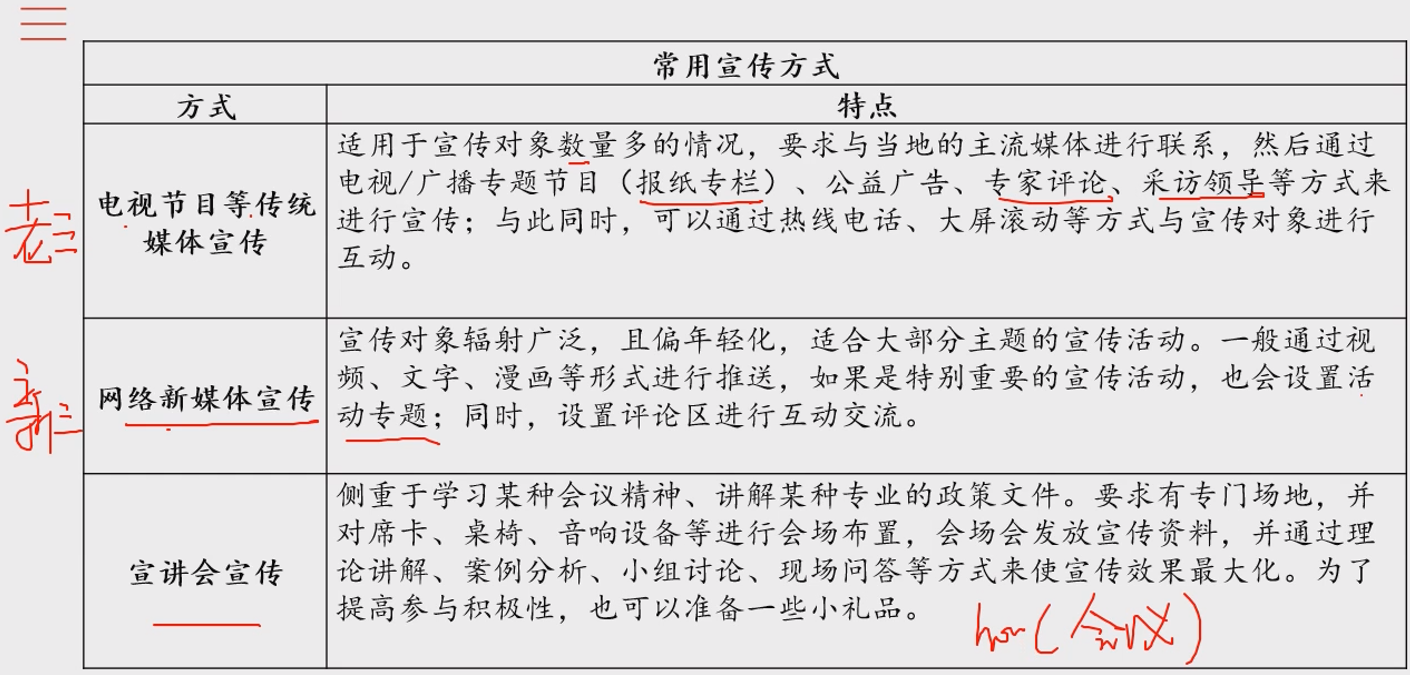 常用宣传方式
方式
特点
老三
电视节目等传统
媒体宣传
适用于宣传对象数量多的情况，要求与当地的主流媒体进行联系，然后通过
电视/广播专题节目（报纸专栏）、公益广告、专家评论、采访领导等方式来
进行宣传；与此同时，可以通过热线电话、大屏滚动等方式与宣传对象进行
互动。
新三
网络新媒体宣传
宣传对象辐射广泛，且偏年轻化，适合大部分主题的宣传活动。一般通过视
频、文字、漫画等形式进行推送，如果是特别重要的宣传活动，也会设置活
动专题；同时，设置评论区进行互动交流。
宣讲会宣传
侧重于学习某种会议精神、讲解某种专业的政策文件。要求有专门场地，并
对席卡、桌椅、音响设备等进行会场布置，会场会发放宣传资料，并通过理
论讲解、案例分析、小组讨论、现场问答等方式来使宣传效果最大化。为了
提高参与积极性，也可以准备一些小礼品。
（会议）